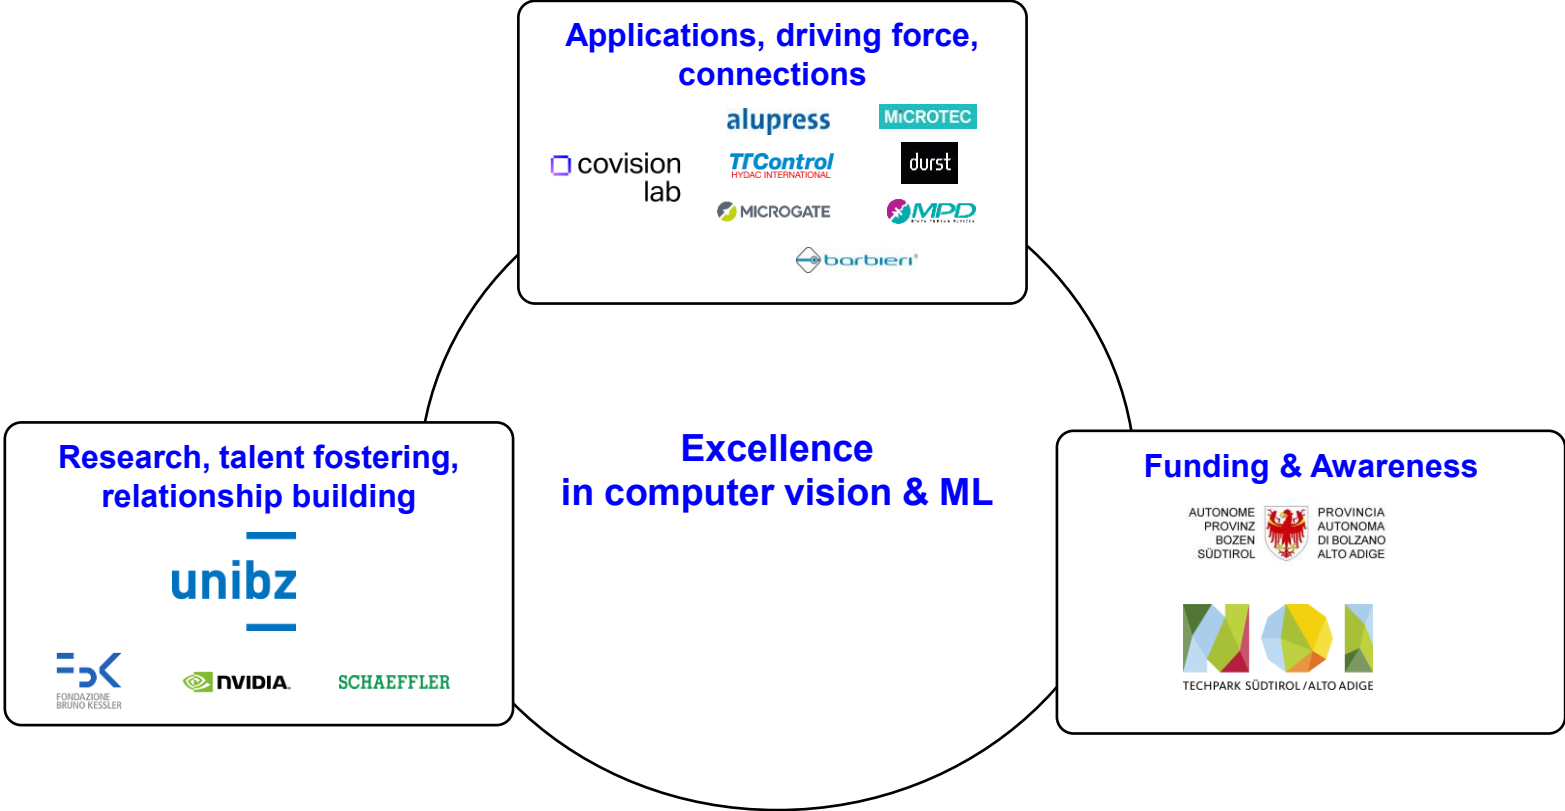 Applications, driving force,
connections
alupress
MiCROTEC
covision
lab
TTControl
HYDAC INTERNATIONAL
durst
MICROGATE
MPD
barbieri®
Research, talent fostering,
relationship building
unibz
FBK
FONDAZIONE
BRUNO KESSLER
NVIDIA.
SCHAEFFLER
Excellence
in computer vision & ML
Funding & Awareness
AUTONOME
PROVINZ
BOZEN
SÜDTIROL
PROVINCIA
AUTONOMA
DI BOLZANO
ALTO ADIGE
NOI
TECHPARK SÜDTIROL / ALTO ADIGE